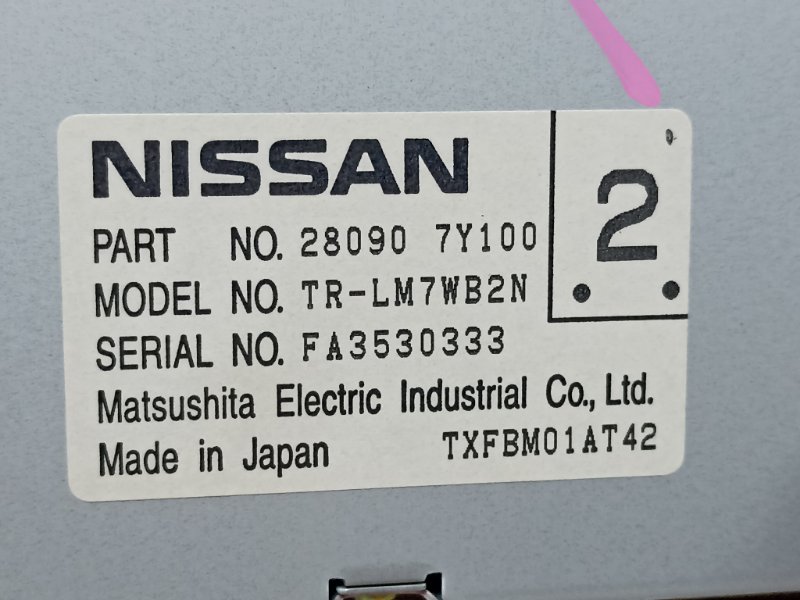 NISSAN
2
PART NO. 28090 7Y100
MODEL NO. TR-LM7WB2N
SERIAL NO. FA3530333
Matsushita Electric Industrial Co., Ltd.
Made in Japan TXFBM01AT42